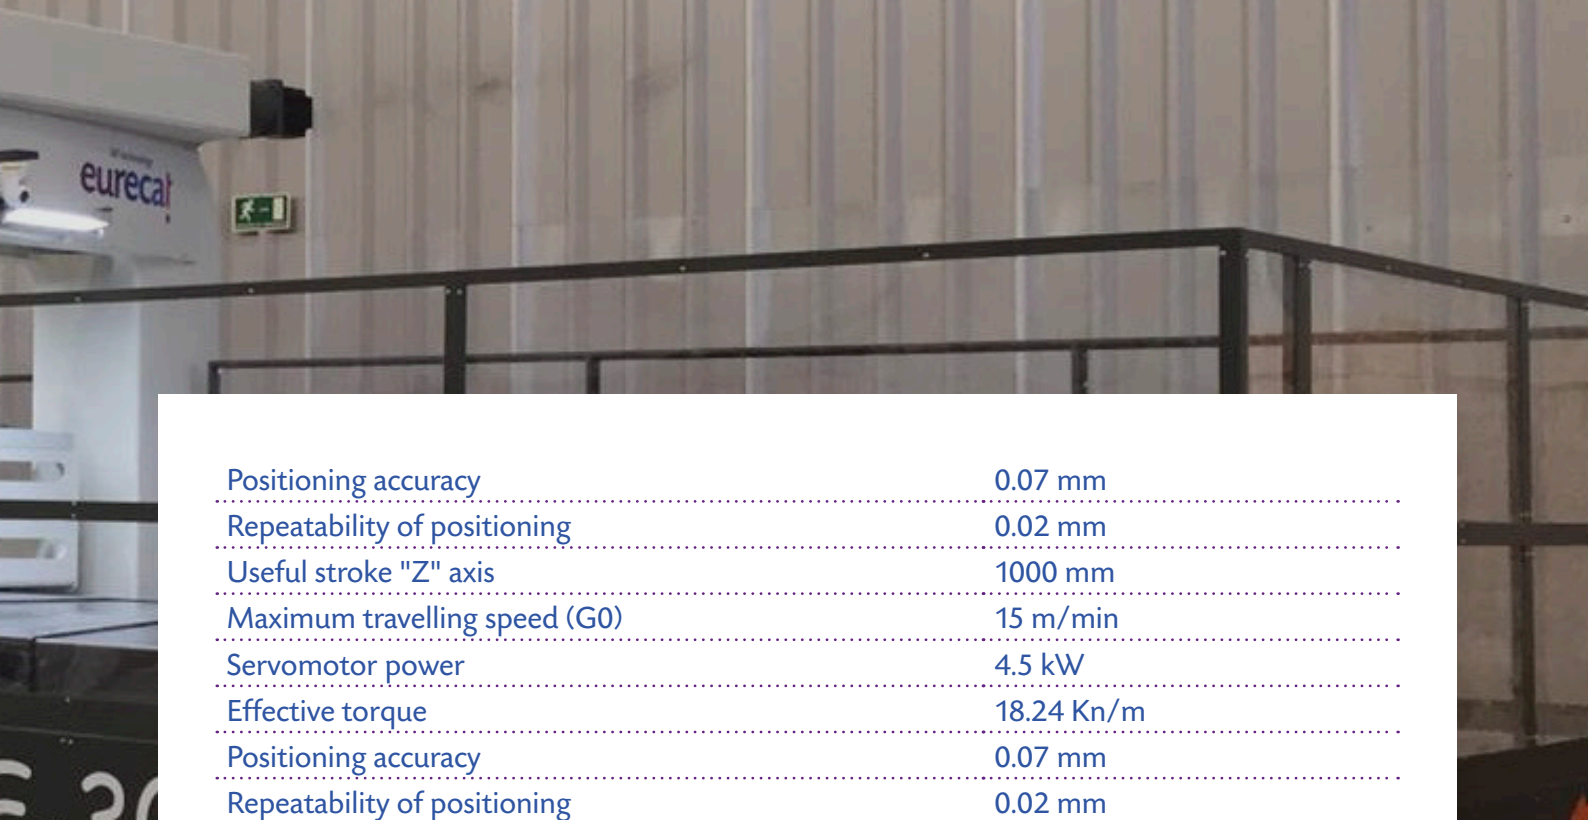 eurecat
Positioning accuracy 0.07 mm
Repeatability of positioning 0.02 mm
Useful stroke "Z" axis 1000 mm
Maximum travelling speed (G0) 15 m/min
Servomotor power 4.5 kW
Effective torque 18.24 Kn/m
Positioning accuracy 0.07 mm
Repeatability of positioning 0.02 mm